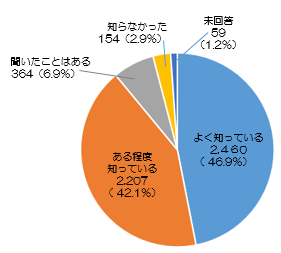 未回答
59
（1.2%）
知らなかった
154（2.9%）
聞いたことはある
364（6.9%）
よく知っている
2,460
（46.9%）
ある程度
知っている
2,207
（42.1%）